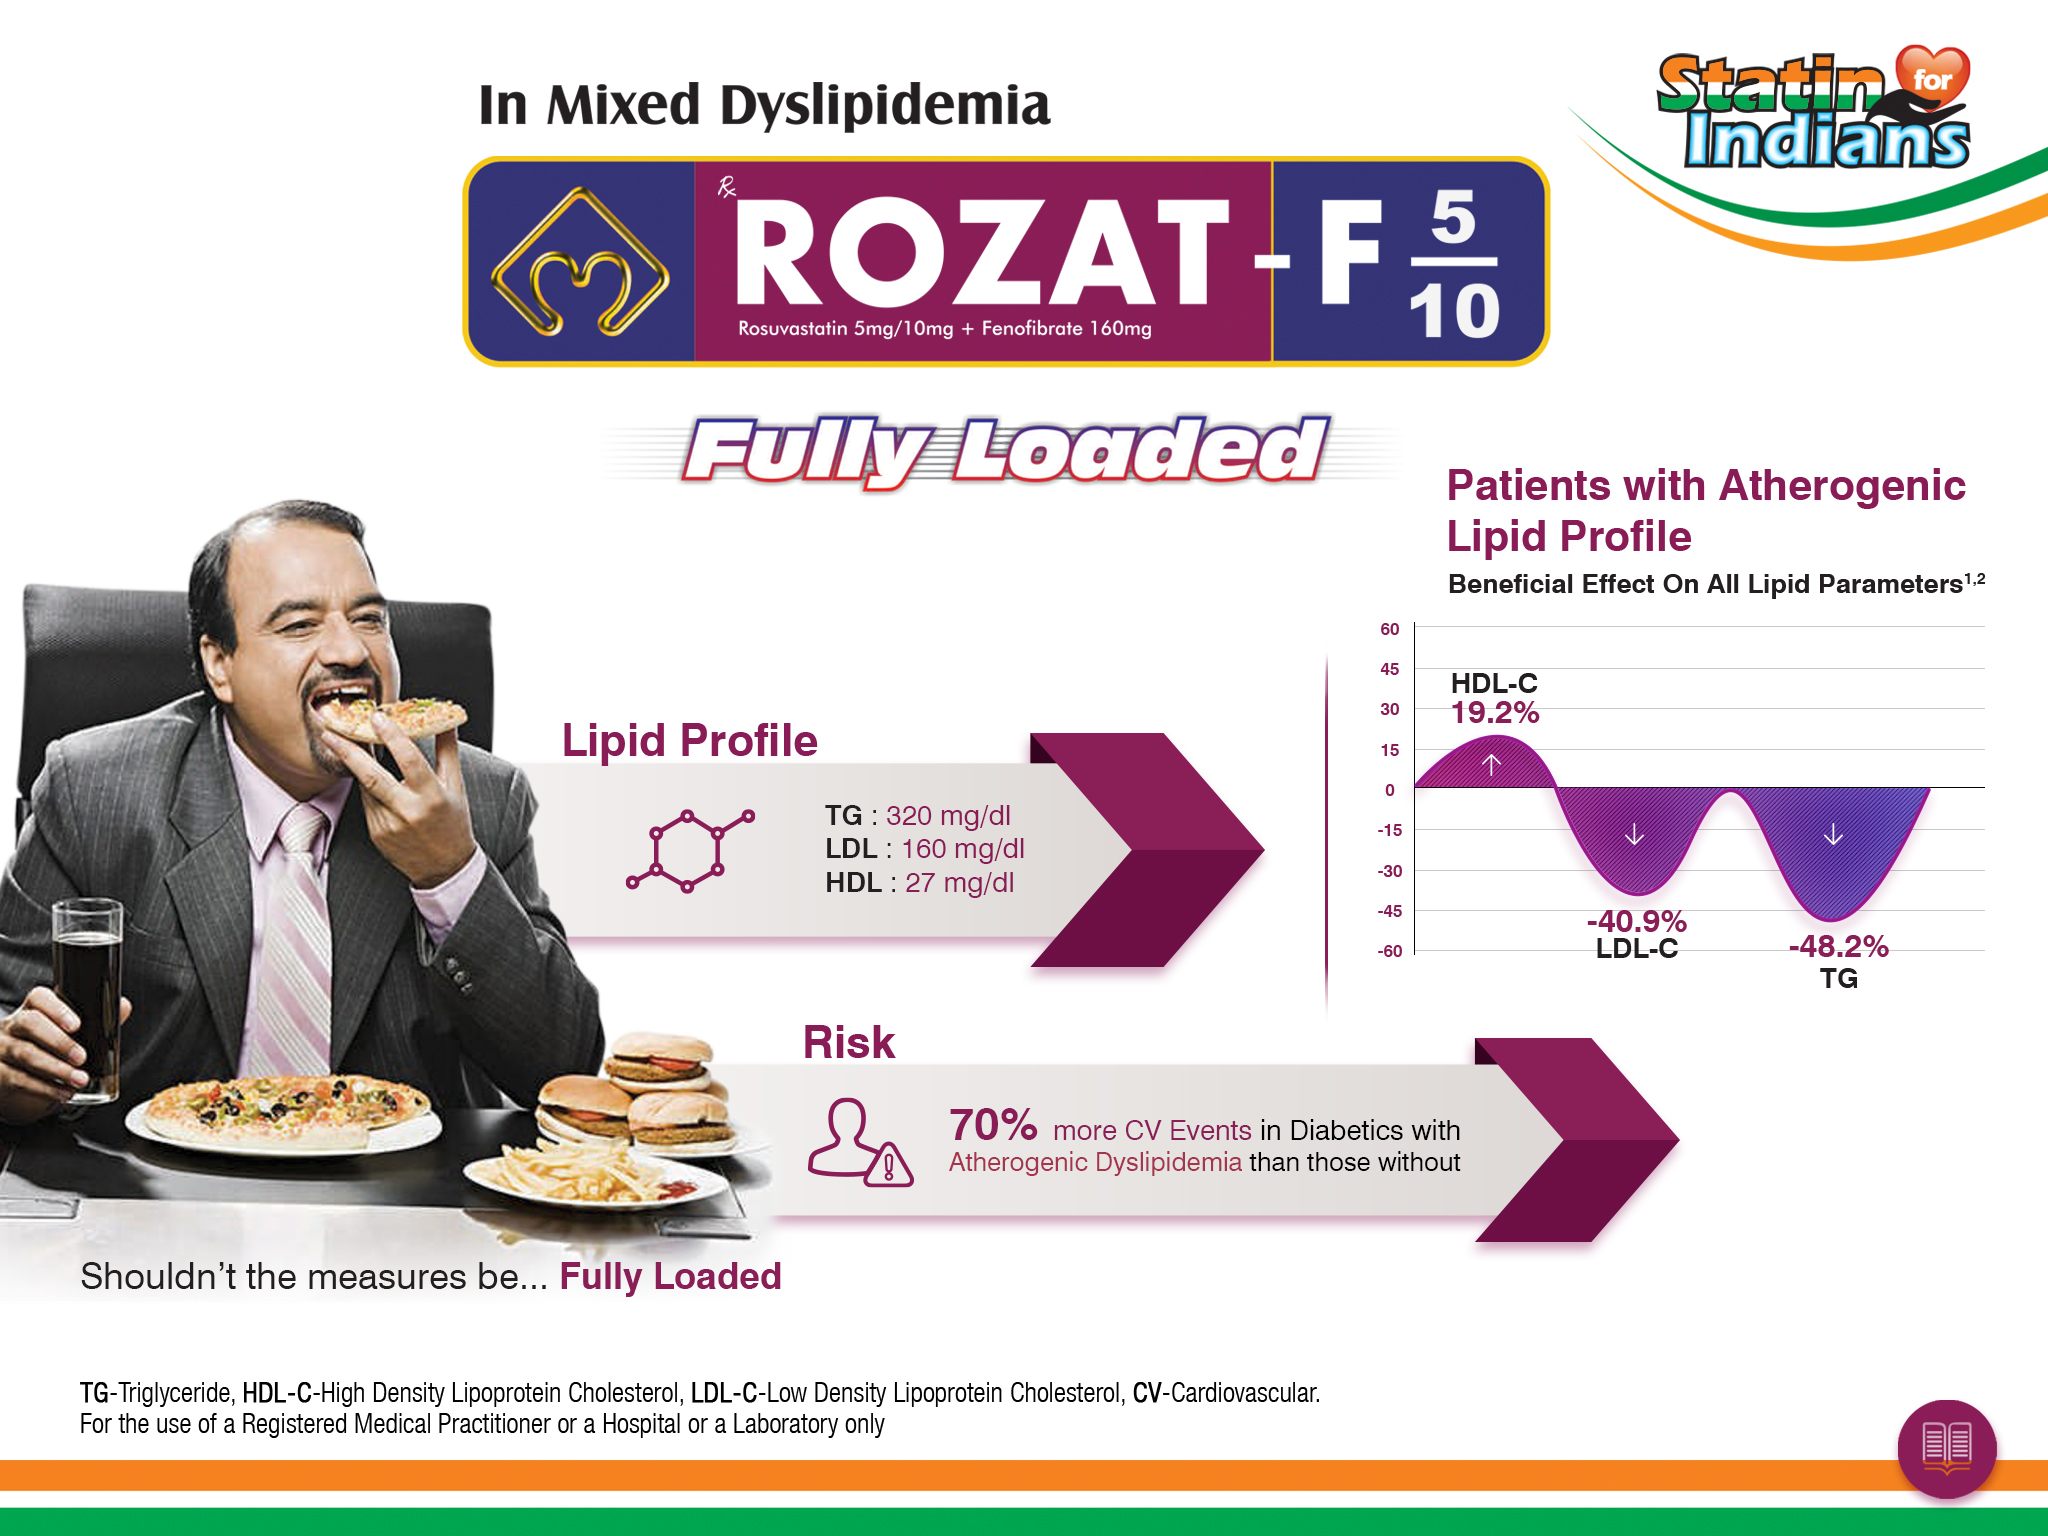 Statin for
Indians
In Mixed Dyslipidemia
Rx
ROZAT-F 5/10
Rosuvastatin 5mg/10mg + Fenofibrate 160mg
Fully Loaded
Patients with Atherogenic
Lipid Profile
Beneficial Effect On All Lipid Parameters1,2
60
45
30
15
0
-15
-30
-45
-60
HDL-C
19.2%
-40.9%
LDL-C
-48.2%
TG
Lipid Profile
TG : 320 mg/dl
LDL : 160 mg/dl
HDL : 27 mg/dl
Risk
70% more CV Events in Diabetics with
Atherogenic Dyslipidemia than those without
Shouldn't the measures be... Fully Loaded
TG-Triglyceride, HDL-C-High Density Lipoprotein Cholesterol, LDL-C-Low Density Lipoprotein Cholesterol, CV-Cardiovascular.
For the use of a Registered Medical Practitioner or a Hospital or a Laboratory only